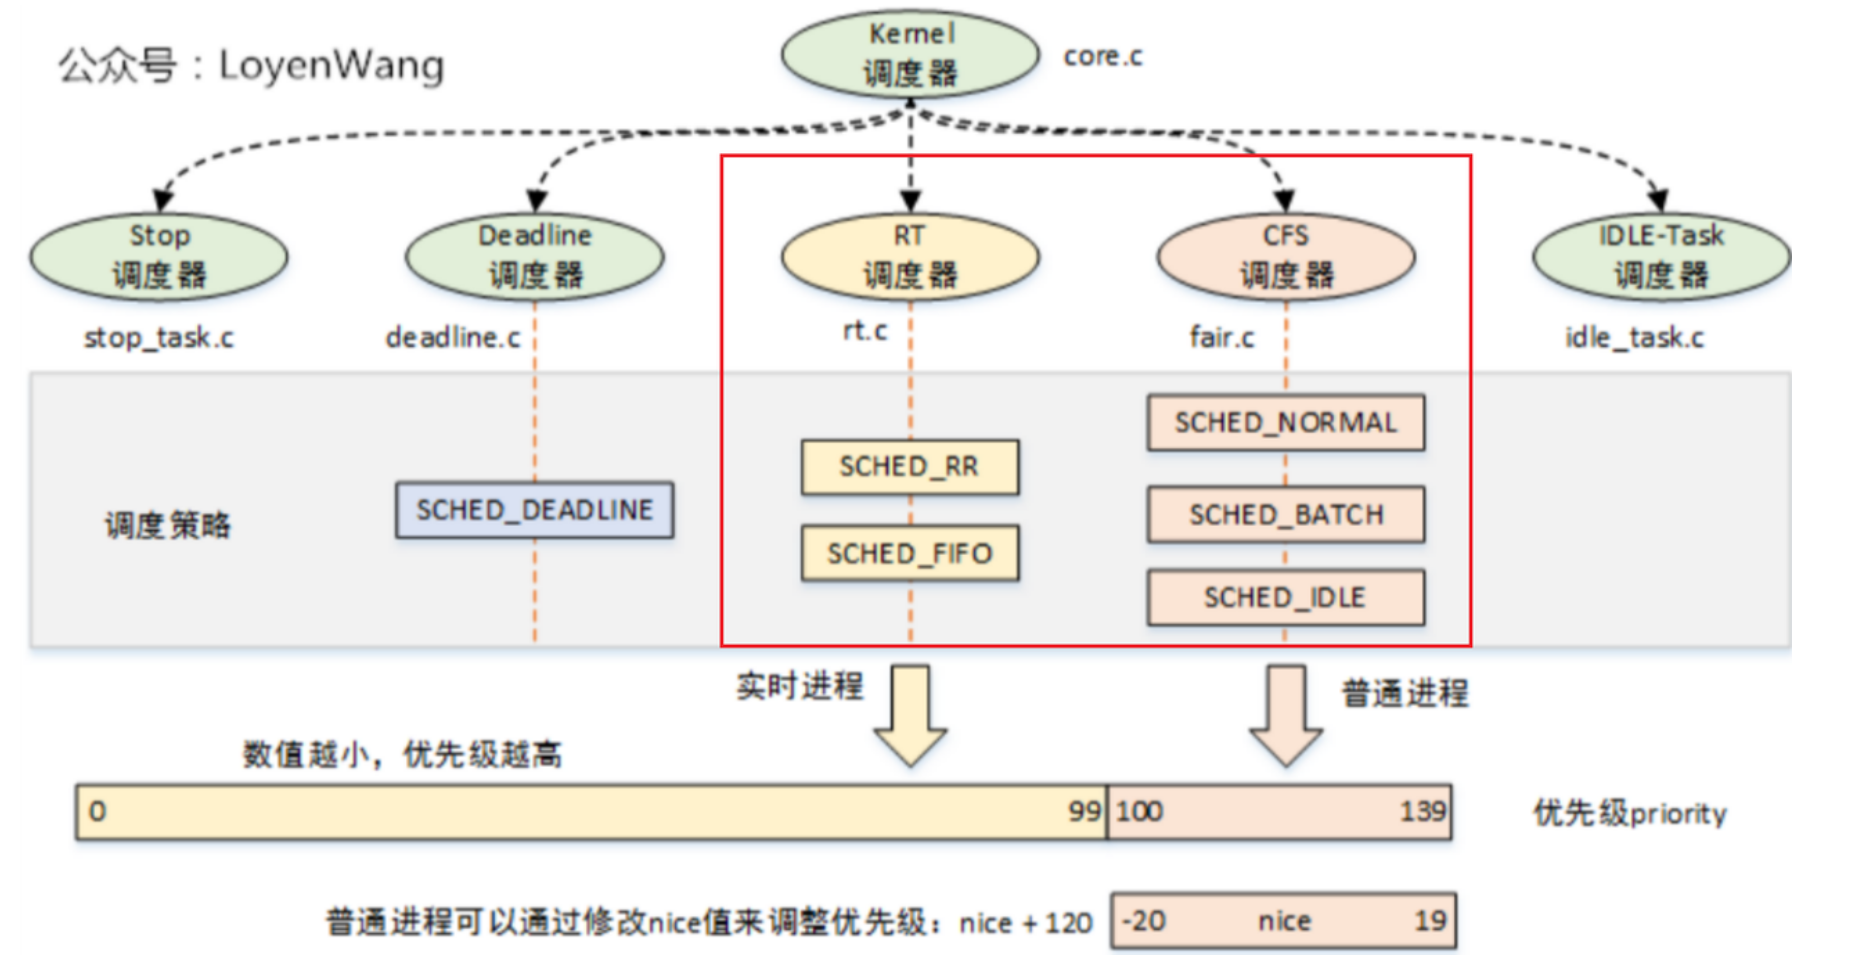 公众号：LoyenWang
Kernel
调度器
core.c
Stop
调度器
Deadline
调度器
RT
调度器
CFS
调度器
IDLE-Task
调度器
stop_task.c
deadline.c
rt.c
fair.c
idle_task.c
调度策略
SCHED_DEADLINE
SCHED_RR
SCHED_FIFO
SCHED_NORMAL
SCHED_BATCH
SCHED_IDLE
实时进程
普通进程
数值越小，优先级越高
0 99 100 139
优先级priority
普通进程可以通过修改nice值来调整优先级：nice + 120
-20 nice 19